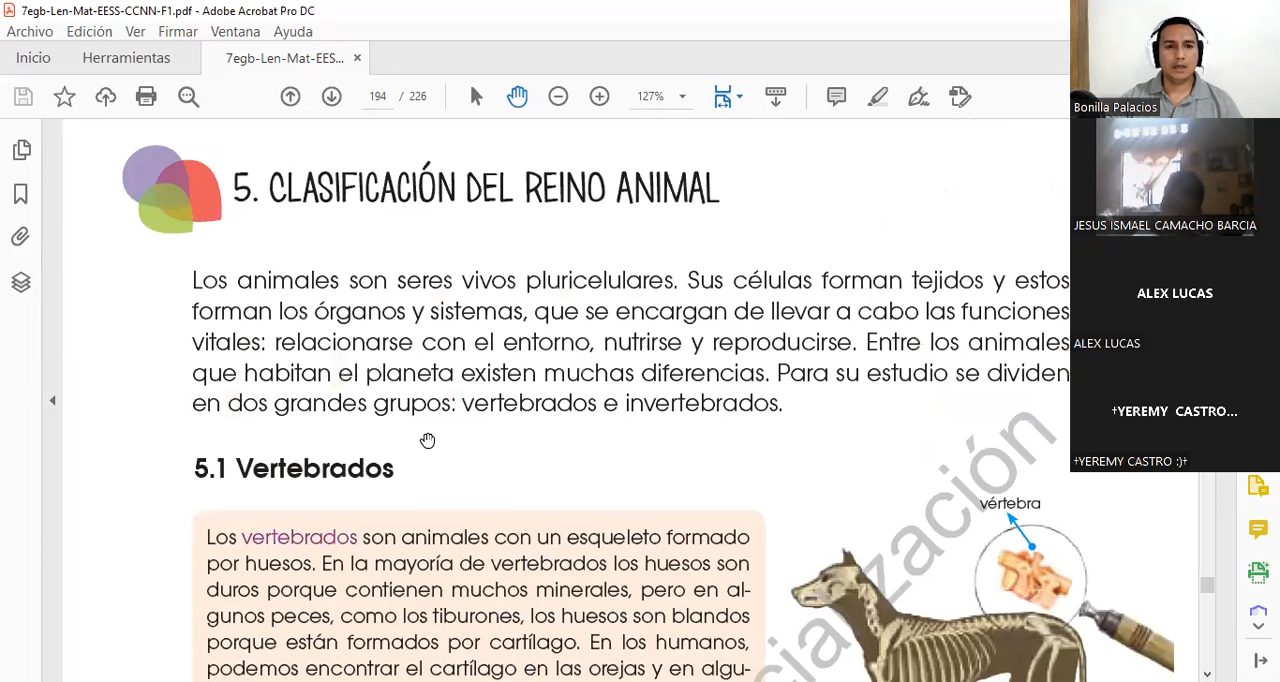 7egb-Len-Mat-EESS-CCNN-F1.pdf - Adobe Acrobat Pro DC
Archivo Edición Ver Firmar Ventana Ayuda
Inicio Herramientas 7egb-Len-Mat-EES... ×
194 / 226 127%
Bonilla Palacios
JESUS ISMAEL CAMACHO BARCIA
ALEX LUCAS
ALEX LUCAS
†YEREMY CASTRO...
†YEREMY CASTRO :)†
5. CLASIFICACIÓN DEL REINO ANIMAL
Los animales son seres vivos pluricelulares. Sus células forman tejidos y estos
forman los órganos y sistemas, que se encargan de llevar a cabo las funciones
vitales: relacionarse con el entorno, nutrirse y reproducirse. Entre los animales
que habitan el planeta existen muchas diferencias. Para su estudio se dividen
en dos grandes grupos: vertebrados e invertebrados.
5.1 Vertebrados
Los vertebrados son animales con un esqueleto formado
por huesos. En la mayoría de vertebrados los huesos son
duros porque contienen muchos minerales, pero en al-
gunos peces, como los tiburones, los huesos son blandos
porque están formados por cartílago. En los humanos,
podemos encontrar el cartílago en las orejas y en algu-
vértebra
cialización